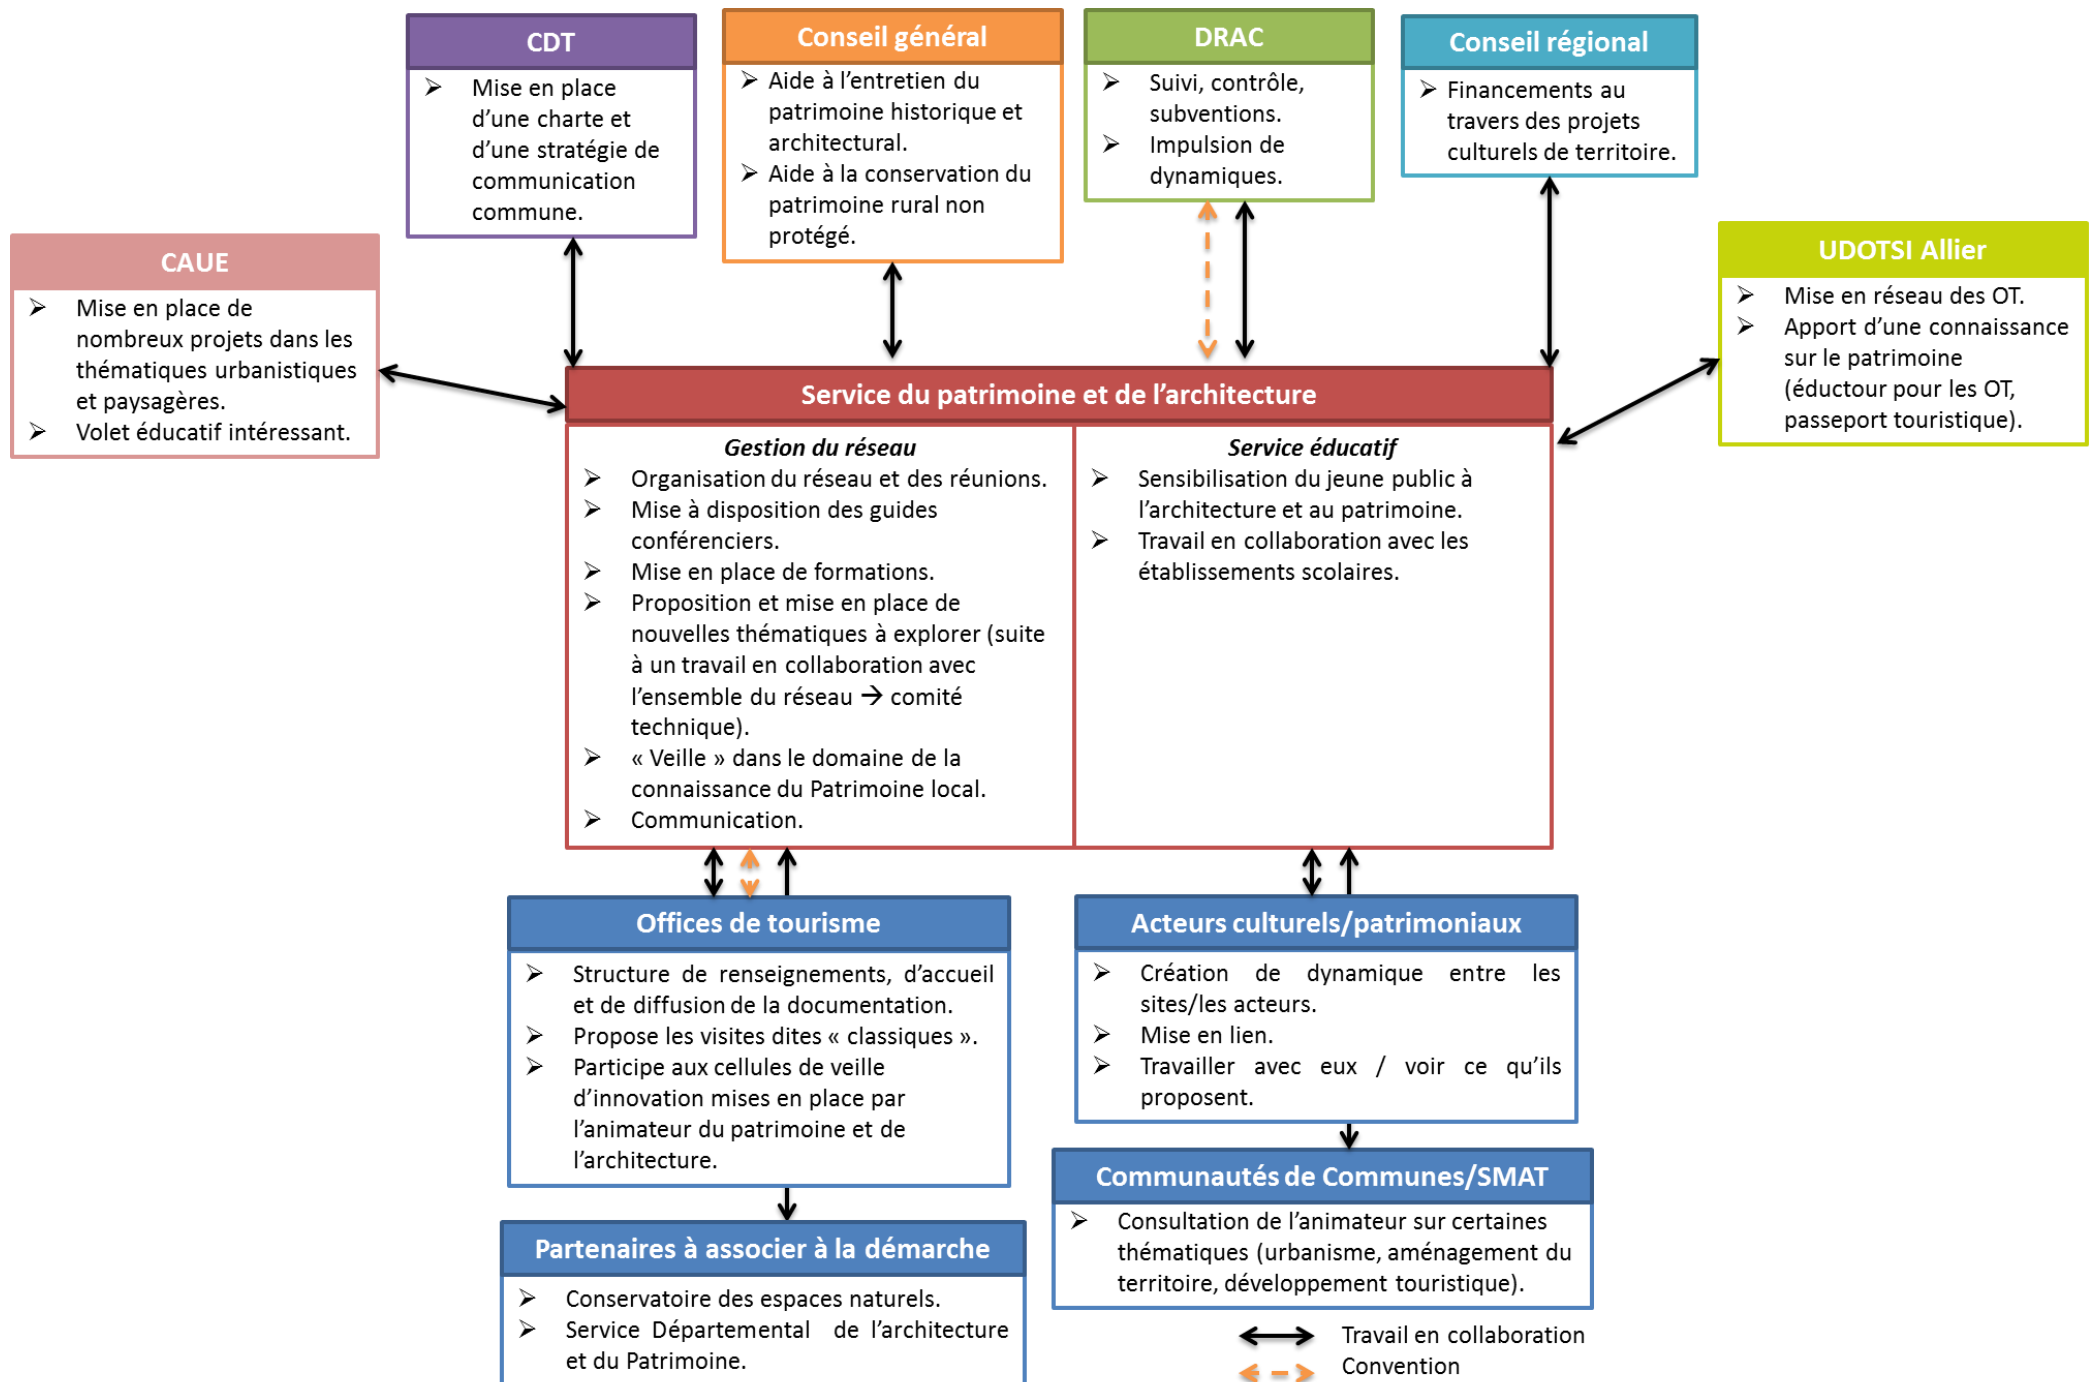 CDT
Mise en place
d’une charte et
d’une stratégie de
communication
commune.
Conseil général
Aide à l’entretien du
patrimoine historique et
architectural.
Aide à la conservation du
patrimoine rural non
protégé.
DRAC
Suivi, contrôle,
subventions.
Impulsion de
dynamiques.
Conseil régional
Financements au
travers des projets
culturels de territoire.
CAUE
Mise en place de
nombreux projets dans les
thématiques urbanistiques
et paysagères.
Volet éducatif intéressant.
UDOTSI Allier
Mise en réseau des OT.
Apport d’une connaissance
sur le patrimoine
(éductour pour les OT,
passeport touristique).
Service du patrimoine et de l’architecture
Gestion du réseau
Organisation du réseau et des réunions.
Mise à disposition des guides
conférenciers.
Mise en place de formations.
Proposition et mise en place de
nouvelles thématiques à explorer (suite
à un travail en collaboration avec
l’ensemble du réseau → comité
technique).
« Veille » dans le domaine de la
connaissance du Patrimoine local.
Communication.
Service éducatif
Sensibilisation du jeune public à
l’architecture et au patrimoine.
Travail en collaboration avec les
établissements scolaires.
Offices de tourisme
Structure de renseignements, d’accueil
et de diffusion de la documentation.
Propose les visites dites « classiques ».
Participe aux cellules de veille
d’innovation mises en place par
l’animateur du patrimoine et de
l’architecture.
Acteurs culturels/patrimoniaux
Création de dynamique entre les
sites/les acteurs.
Mise en lien.
Travailler avec eux / voir ce qu’ils
proposent.
Communautés de Communes/SMAT
Consultation de l’animateur sur certaines
thématiques (urbanisme, aménagement du
territoire, développement touristique).
Partenaires à associer à la démarche
Conservatoire des espaces naturels.
Service Départemental de l’architecture
et du Patrimoine.
Travail en collaboration
Convention